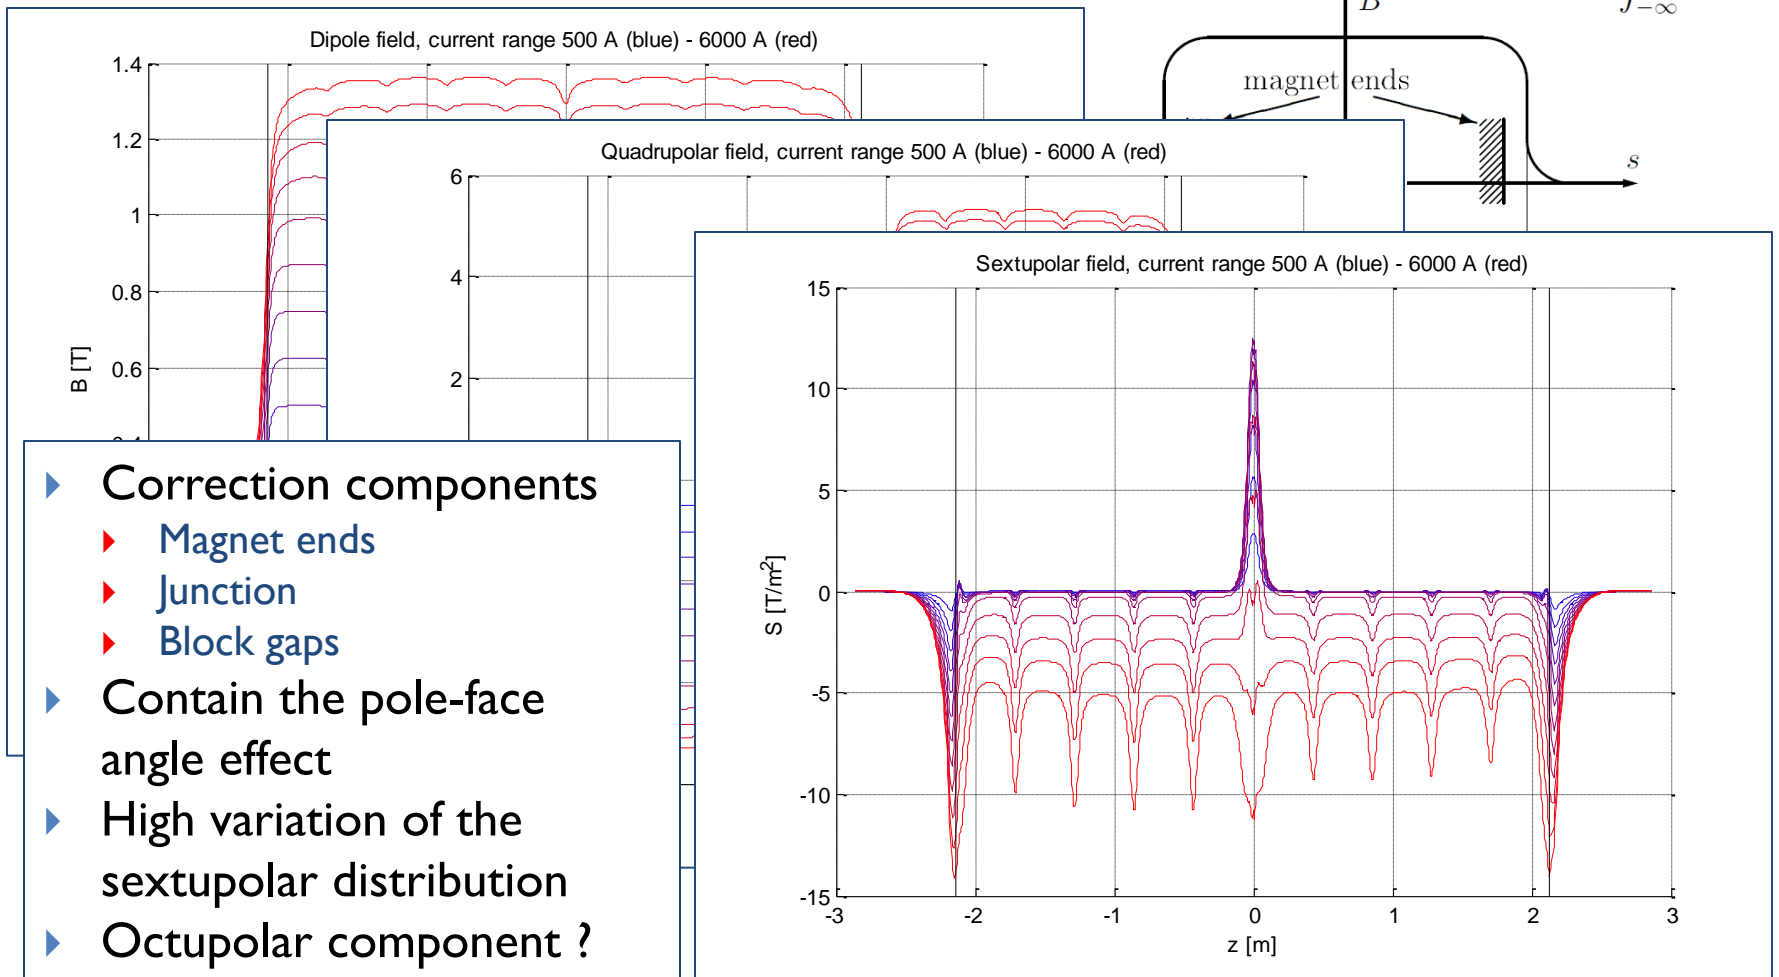 B
∫−∞
Dipole field, current range 500 A (blue) - 6000 A (red)
1.4
1.2
1
0.8
0.6
B [T]
magnet ends
s
Quadrupolar field, current range 500 A (blue) - 6000 A (red)
6
4
2
Sextupolar field, current range 500 A (blue) - 6000 A (red)
15
10
5
0
-5
-10
-15
S [T/m²]
-3 -2 -1 0 1 2 3
z [m]
Correction components
Magnet ends
Junction
Block gaps
Contain the pole-face
angle effect
High variation of the
sextupolar distribution
Octupolar component ?